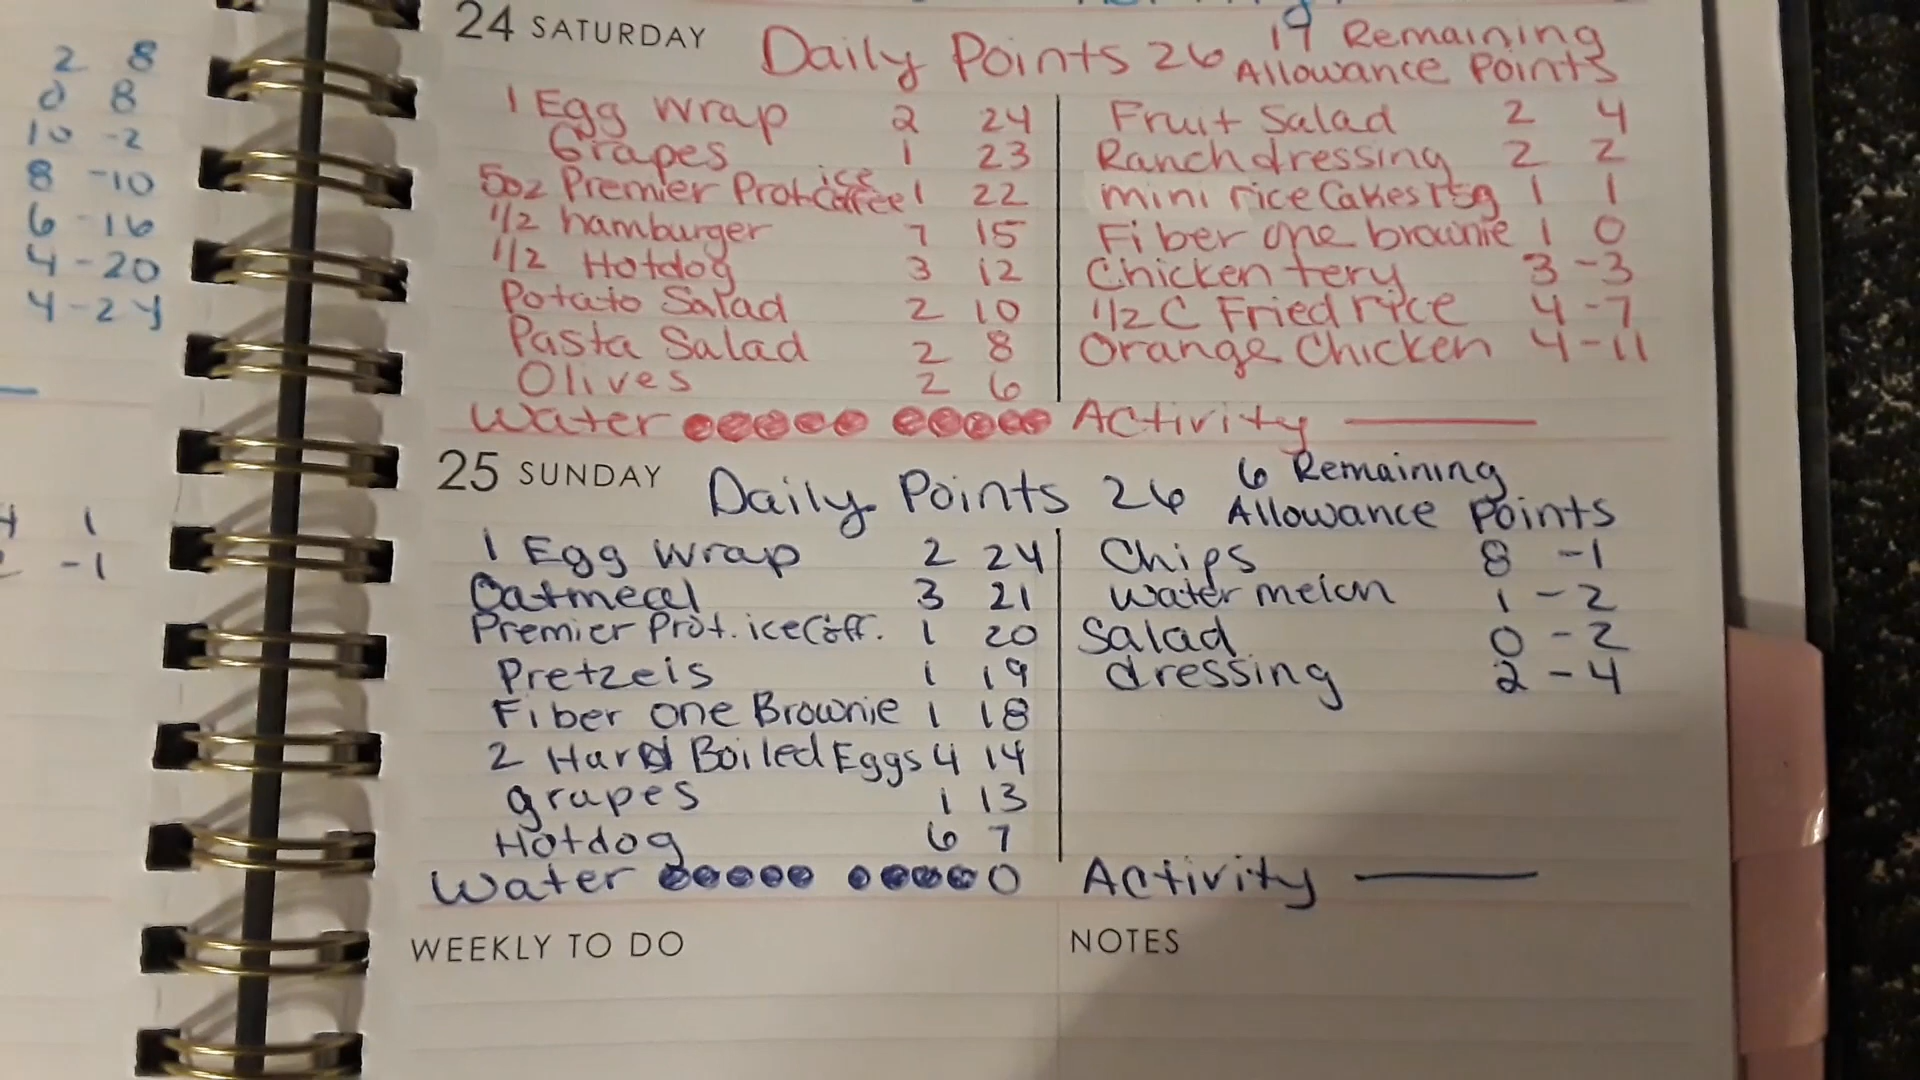 2 8
0 8
10 -2
8 -10
6 -16
4 -20
4 -24
1
-1
24 SATURDAY Daily Points 26 Remaining
Allowance Points
1 Egg wrap 2 24
Grapes 1 23
5oz Premier Prot ice Coffee 1 22
1/2 hamburger 7 15
1/2 Hotdog 3 12
Potato Salad 2 10
Pasta Salad 2 8
Olives 2 6
Fruit Salad 2 4
Ranch dressing 2 2
mini rice Cakes 15g 1 1
Fiber one brownie 1 0
Chicken tery 3 -3
1/2 C Fried rice 4 -7
Orange Chicken 4 -11
Water Activity
25 SUNDAY Daily Points 26 6 Remaining
Allowance Points
1 Egg wrap 2 24
Oatmeal 3 21
Premier Prot. ice Coff. 1 20
Pretzels 1 19
Fiber one Brownie 1 18
2 Hard Boiled Eggs 4 14
grapes 1 13
Hotdog 6 7
Chips 8 -1
Watermelon 1 -2
Salad 0 -2
dressing 2 -4
Water Activity
WEEKLY TO DO
NOTES